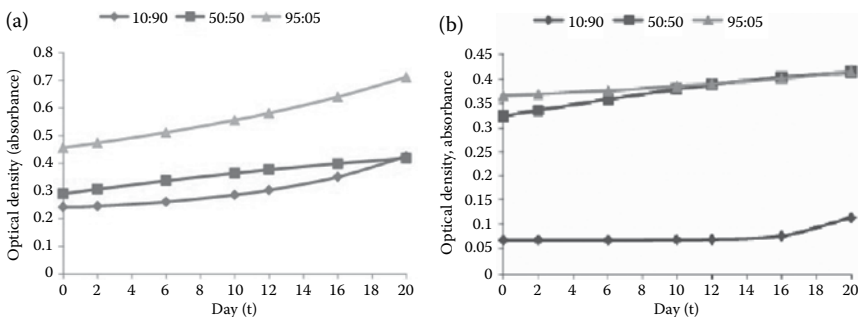 (a)
10:90 50:50 95:05
Optical density (absorbance)
0.8
0.7
0.6
0.5
0.4
0.3
0.2
0.1
0
0 2 4 6 8 10 12 14 16 18 20
Day (t)
(b)
10:90 50:50 95:05
Optical density, absorbance
0.45
0.4
0.35
0.3
0.25
0.2
0.15
0.1
0.05
0
0 2 4 6 8 10 12 14 16 18 20
Day (t)